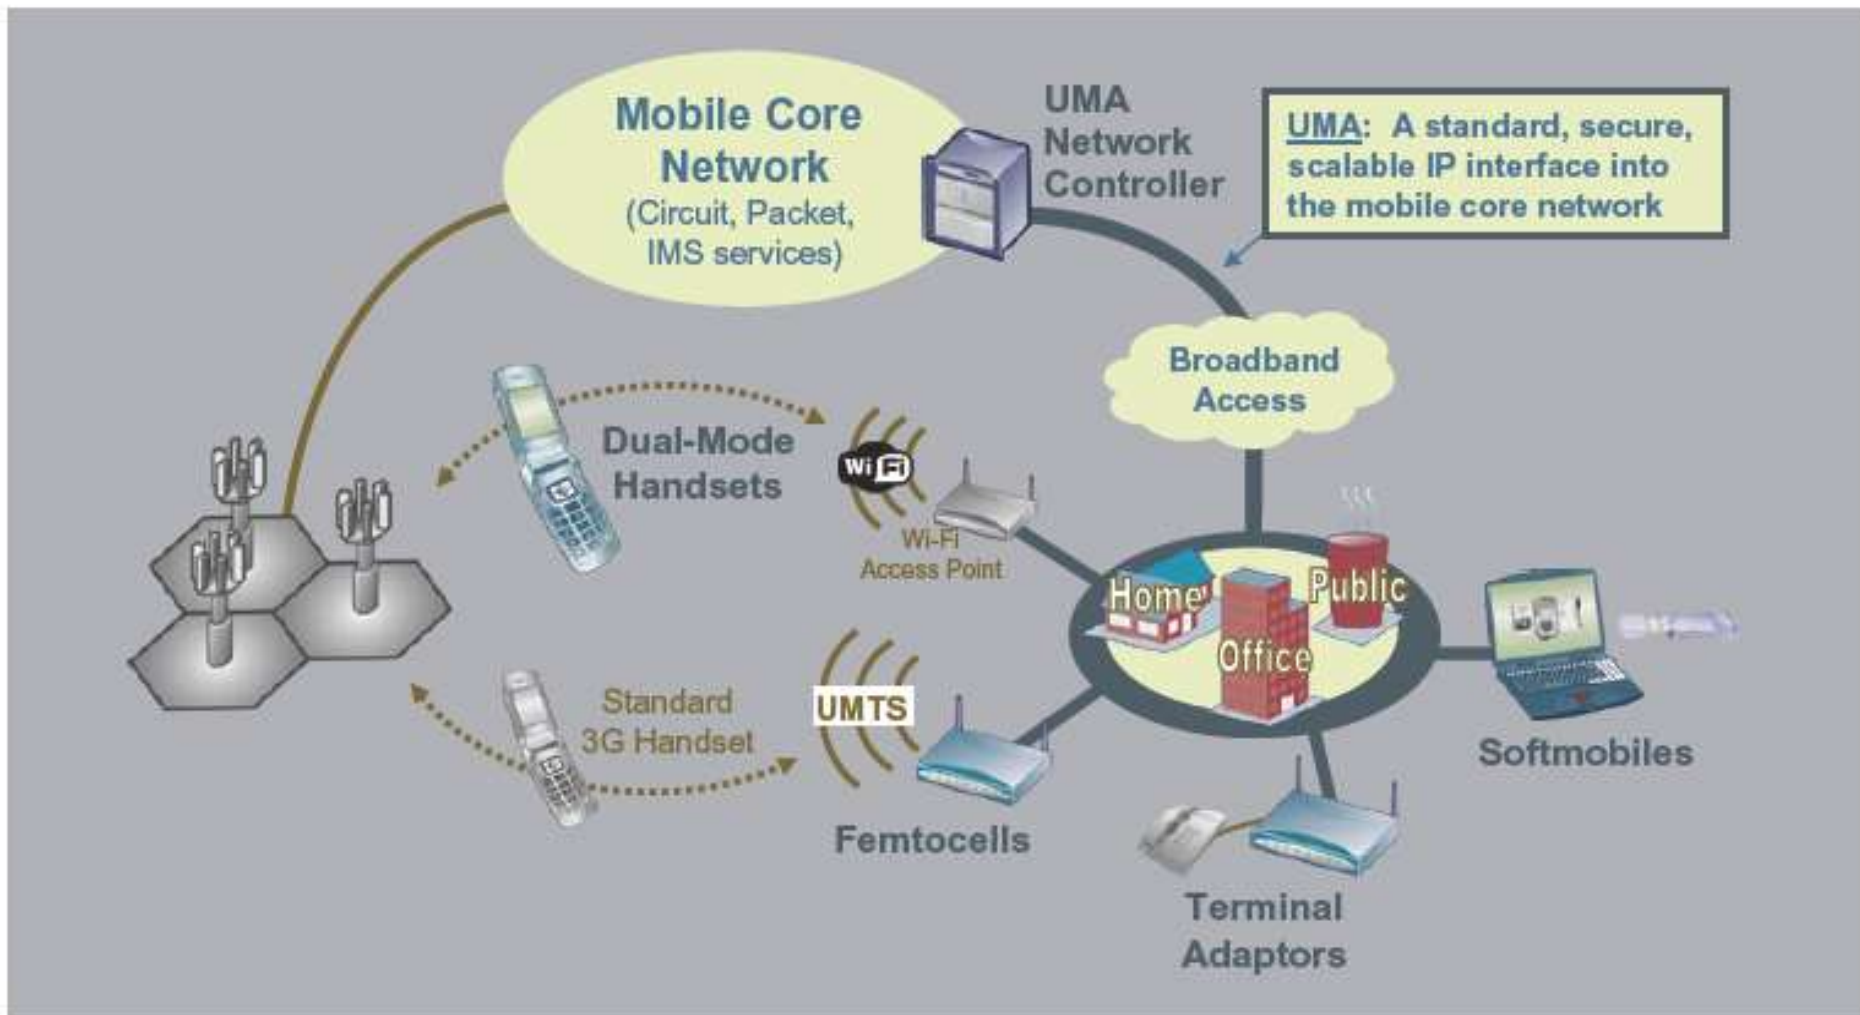 Mobile Core
Network
(Circuit, Packet,
IMS services)
UMA
Network
Controller
UMA: A standard, secure,
scalable IP interface into
the mobile core network
Broadband
Access
Dual-Mode
Handsets
Wi Fi
Wi-Fi
Access Point
Home
Public
Office
Standard
3G Handset
UMTS
Softmobiles
Femtocells
Terminal
Adaptors